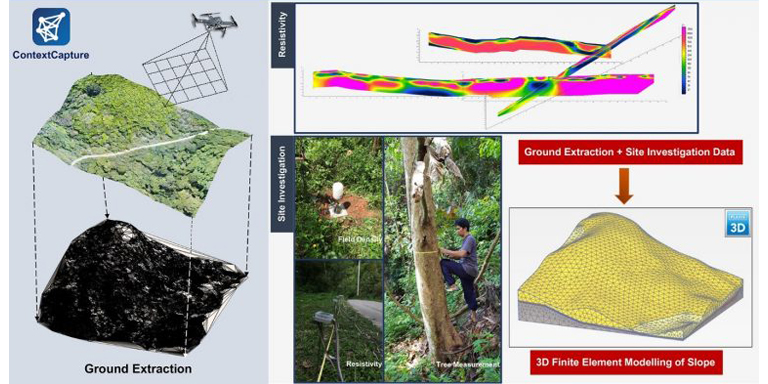 ContextCapture
Ground Extraction
Resistivity
Site Investigation
Field Density
Resistivity
Tree Measurement
Ground Extraction + Site Investigation Data
3D
3D Finite Element Modelling of Slope